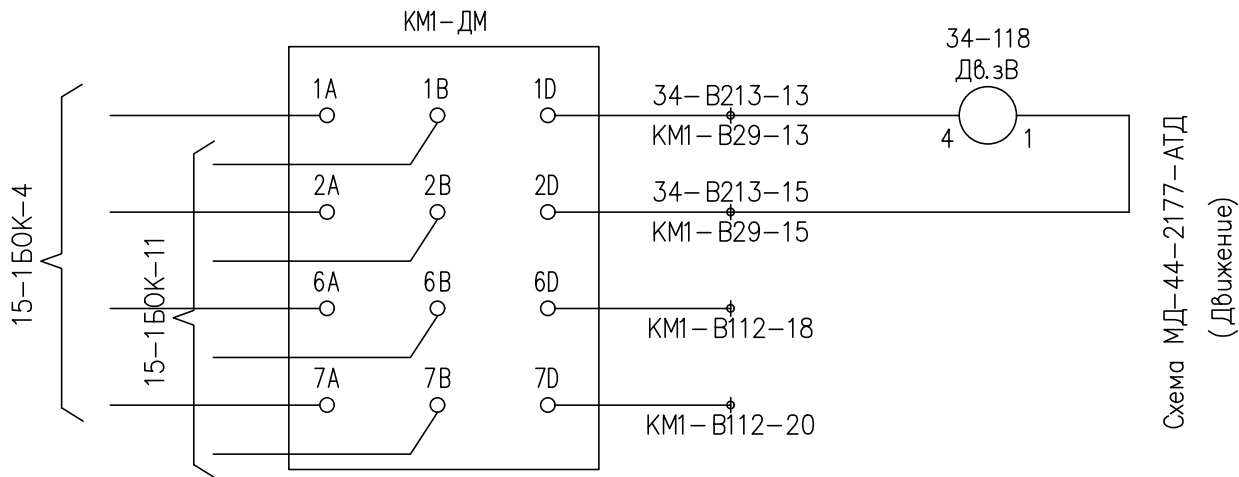 КМ1-ДМ
34-118
Дв.зВ
1А 1В 1D
34-В213-13
КМ1-В29-13
4 1
2А 2В 2D
34-В213-15
КМ1-В29-15
6А 6В 6D
КМ1-В112-18
7А 7В 7D
КМ1-В112-20
15-1БОК-4
15-1БОК-11
Схема МД-44-2177-АТД
(Движение)